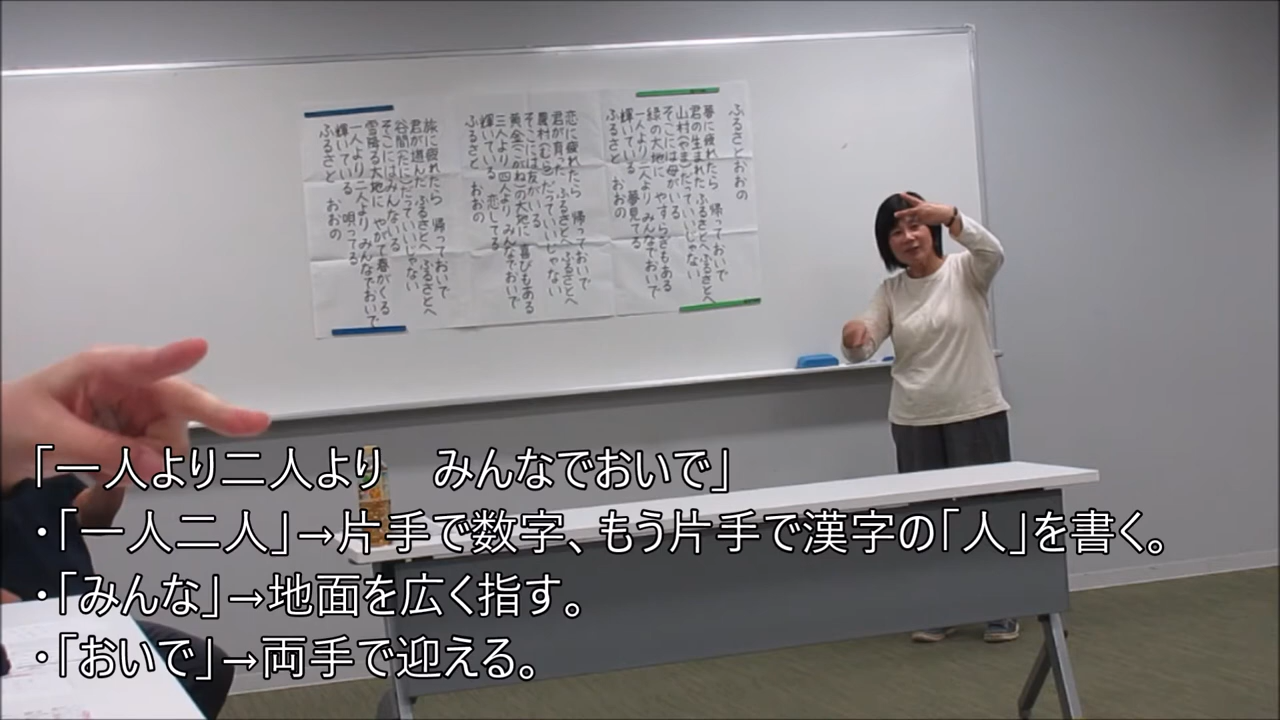 ふるさとおおの
夢に疲れたら 帰っておいで
君の生まれた ふるさとへ ふるさとへ
山村(やま)だっていいじゃない
そこには母がいる
緑の大地に やすらぎもある
一人より二人より みんなでおいで
輝いている 夢見てる
ふるさと おおの
恋に疲れたら 帰っておいで
君が育った ふるさとへ ふるさとへ
農村(むら)だっていいじゃない
そこには友がいる
黄金(こがね)の大地に 喜びもある
三人より四人より みんなでおいで
輝いている 恋してる
ふるさと おおの
旅に疲れたら 帰っておいで
君が選んだ ふるさとへ ふるさとへ
谷間(たに)だっていいじゃない
そこにはみんないる
雪降る大地に やがて春がくる
一人より二人より みんなでおいで
輝いている 唄ってる
ふるさと おおの
「一人より二人より　みんなでおいで」
・「一人二人」→片手で数字、もう片手で漢字の「人」を書く。
・「みんな」→地面を広く指す。
・「おいで」→両手で迎える。